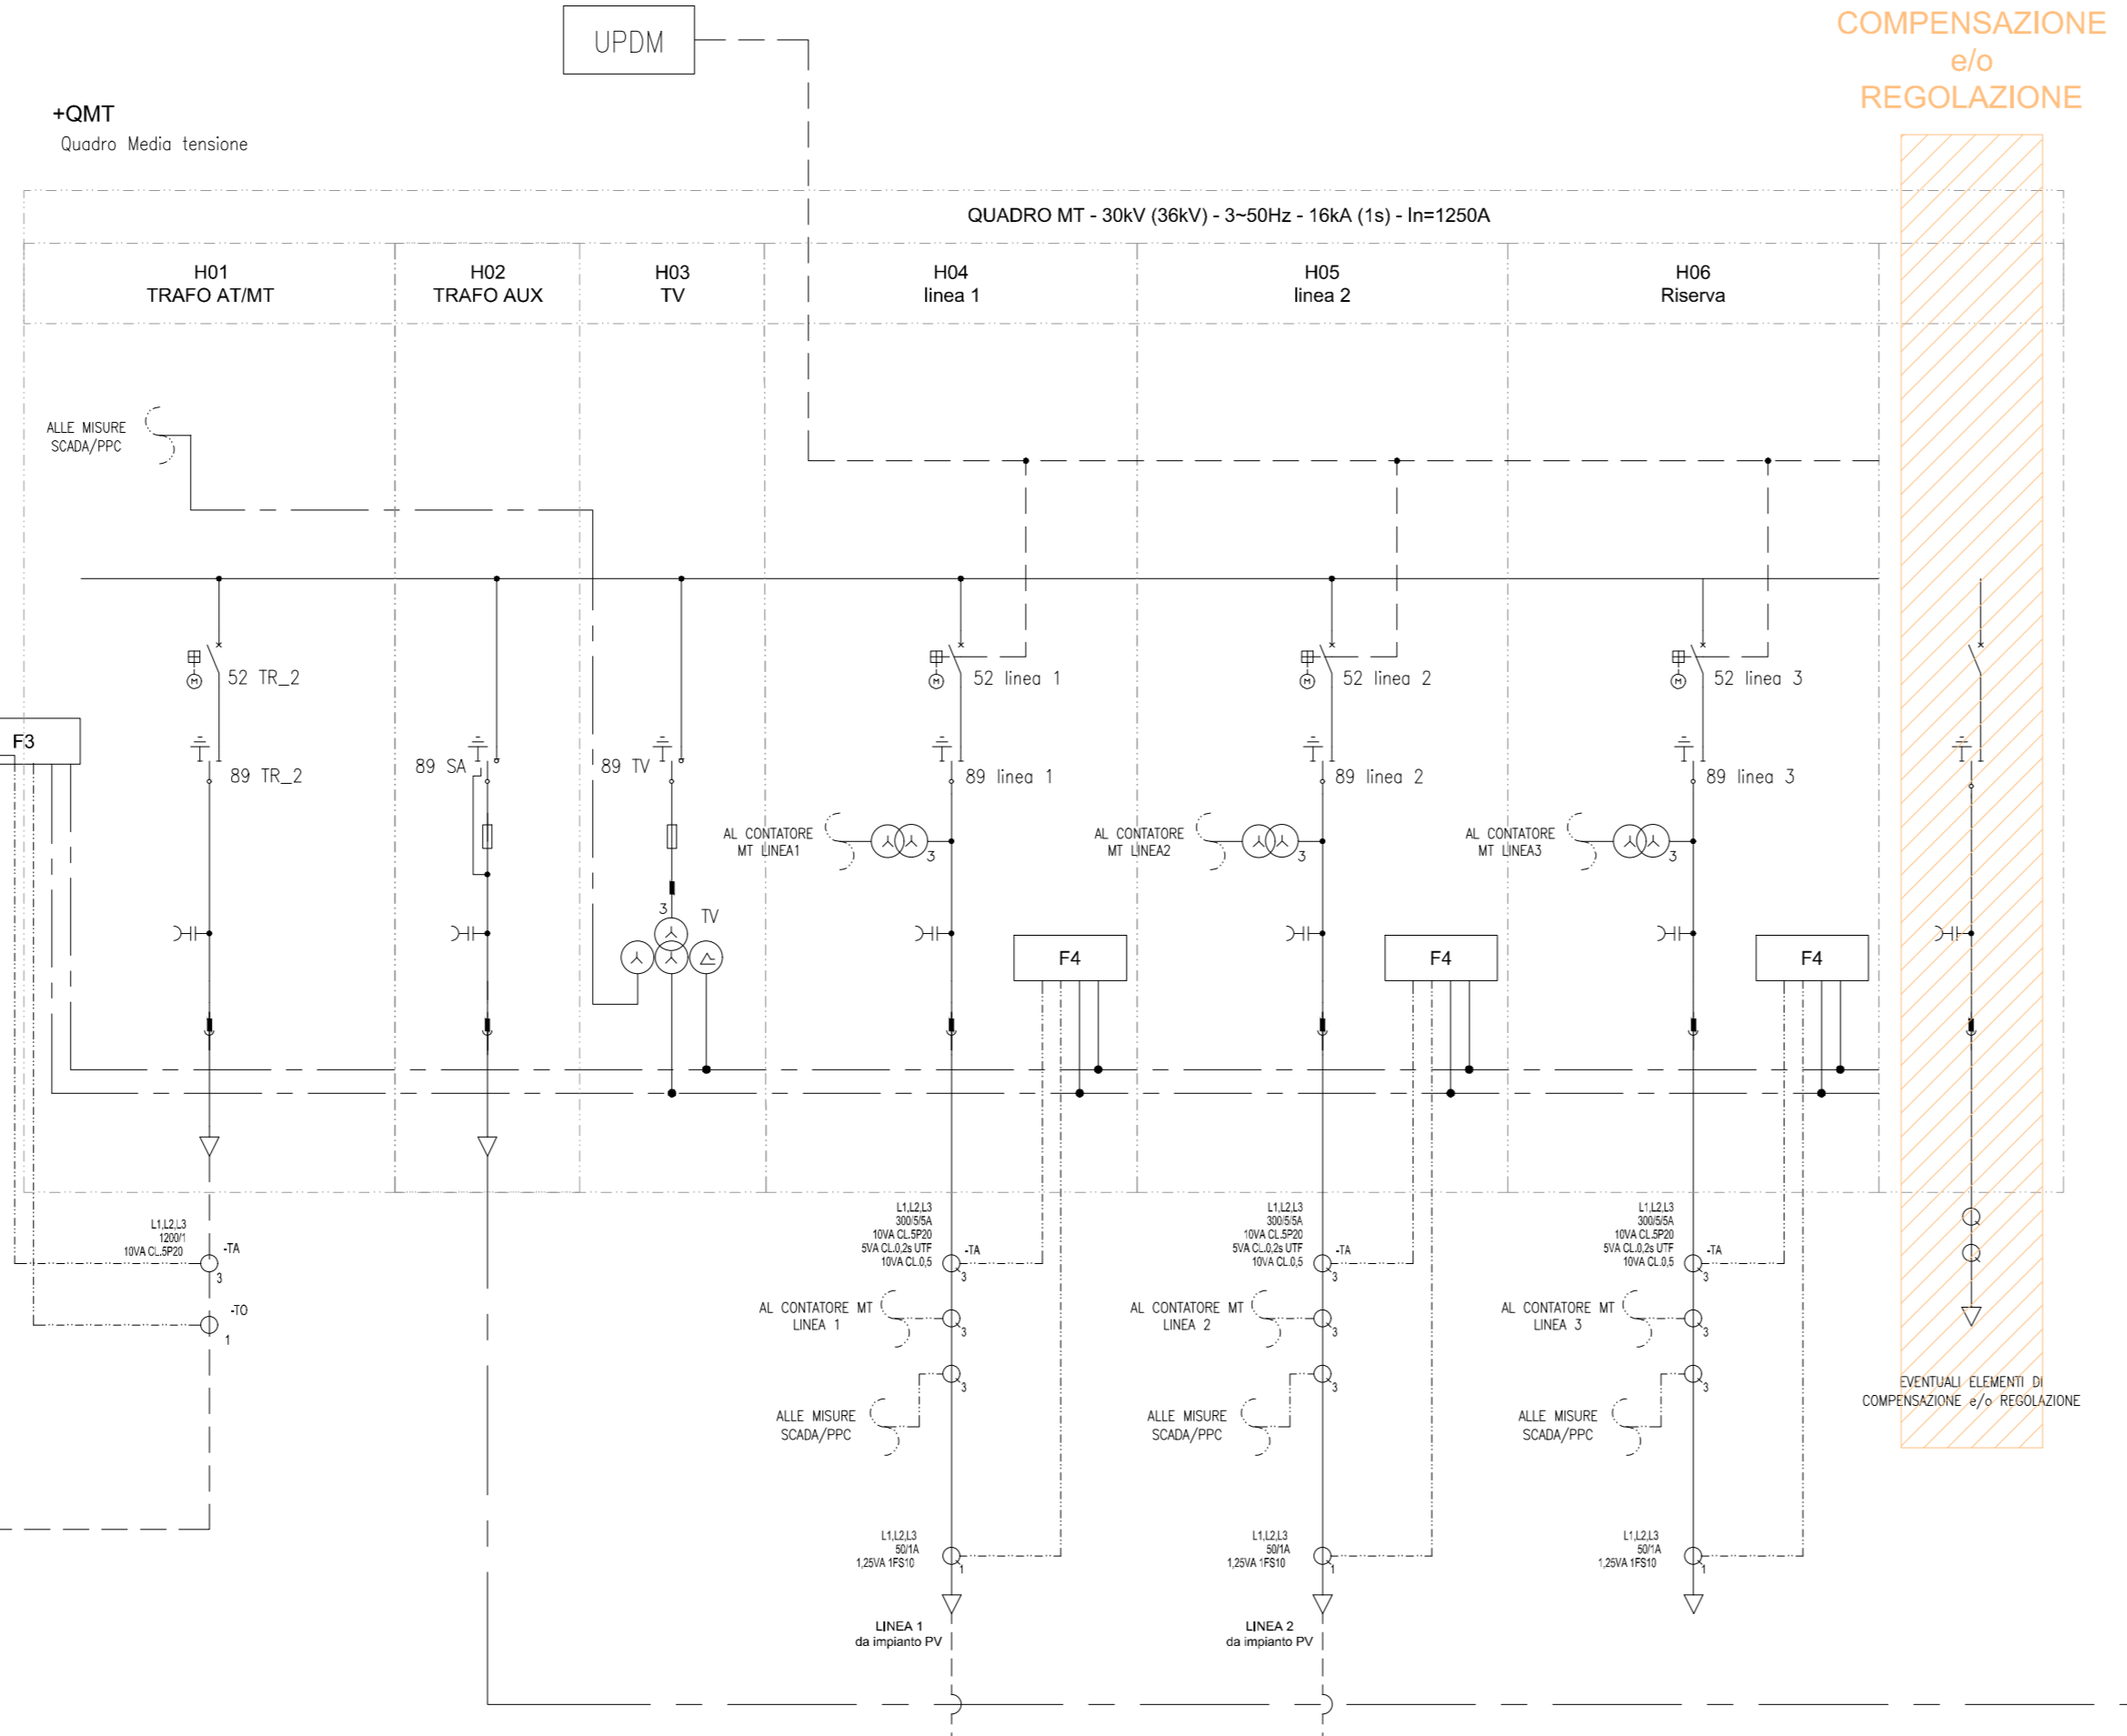 COMPENSAZIONE
e/o
REGOLAZIONE
UPDM
+QMT
Quadro Media tensione
QUADRO MT - 30kV (36kV) - 3~50Hz - 16kA (1s) - In=1250A
H01
TRAFO AT/MT
H02
TRAFO AUX
H03
TV
H04
linea 1
H05
linea 2
H06
Riserva
ALLE MISURE
SCADA/PPC
M
52 TR_2
M
52 linea 1
M
52 linea 2
M
52 linea 3
F3
89 TR_2
89 SA
89 TV
89 linea 1
89 linea 2
89 linea 3
AL CONTATORE
MT LINEA1
3
AL CONTATORE
MT LINEA2
3
AL CONTATORE
MT LINEA3
3
3
TV
F4
F4
F4
L1,L2,L3
1200/1
10VA CL.5P20
-TA
3
-TO
1
L1,L2,L3
300/5/5A
10VA CL.5P20
5VA CL.0,2s UTF
10VA CL.0,5
-TA
3
L1,L2,L3
300/5/5A
10VA CL.5P20
5VA CL.0,2s UTF
10VA CL.0,5
-TA
3
L1,L2,L3
300/5/5A
10VA CL.5P20
5VA CL.0,2s UTF
10VA CL.0,5
-TA
3
AL CONTATORE MT
LINEA 1
3
AL CONTATORE MT
LINEA 2
3
AL CONTATORE MT
LINEA 3
3
3
ALLE MISURE
SCADA/PPC
3
ALLE MISURE
SCADA/PPC
3
ALLE MISURE
SCADA/PPC
EVENTUALI ELEMENTI DI
COMPENSAZIONE e/o REGOLAZIONE
L1,L2,L3
50/1A
1,25VA 1FS10
1
L1,L2,L3
50/1A
1,25VA 1FS10
1
L1,L2,L3
50/1A
1,25VA 1FS10
1
LINEA 1
da impianto PV
LINEA 2
da impianto PV